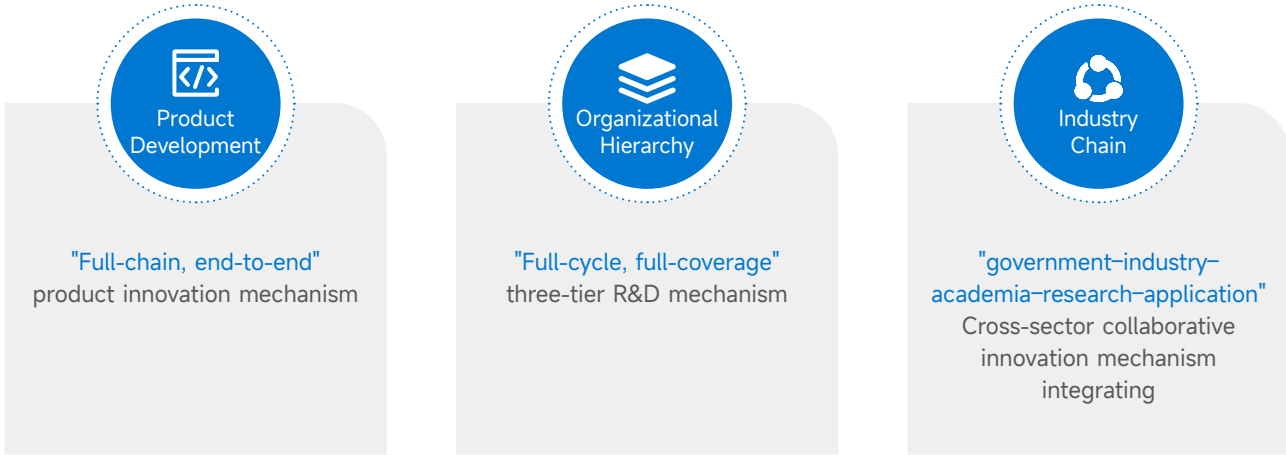 Product
Development
"Full-chain, end-to-end"
product innovation mechanism
Organizational
Hierarchy
"Full-cycle, full-coverage"
three-tier R&D mechanism
Industry
Chain
"government–industry–
academia–research–application"
Cross-sector collaborative
innovation mechanism
integrating